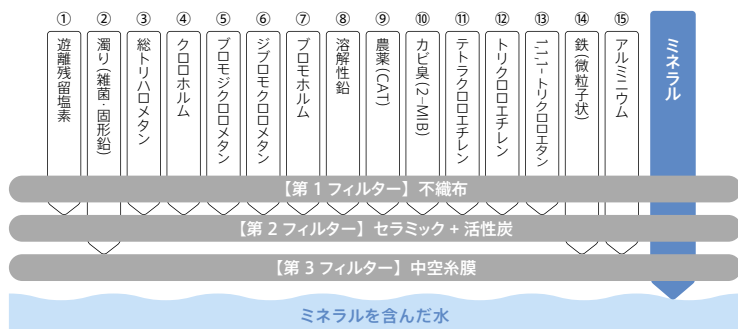 ①
遊離残留塩素
②
濁り(雑菌・固形鉛)
③
総トリハロメタン
④
クロロホルム
⑤
ブロモジクロロメタン
⑥
ジブロモクロロメタン
⑦
ブロモホルム
⑧
溶解性鉛
⑨
農薬(CAT)
⑩
カビ臭(2-MIB)
⑪
テトラクロロエチレン
⑫
トリクロロエチレン
⑬
1,1,1-トリクロロエタン
⑭
鉄(微粒子状)
⑮
アルミニウム
ミネラル
【第1フィルター】不織布
【第2フィルター】セラミック+活性炭
【第3フィルター】中空糸膜
ミネラルを含んだ水